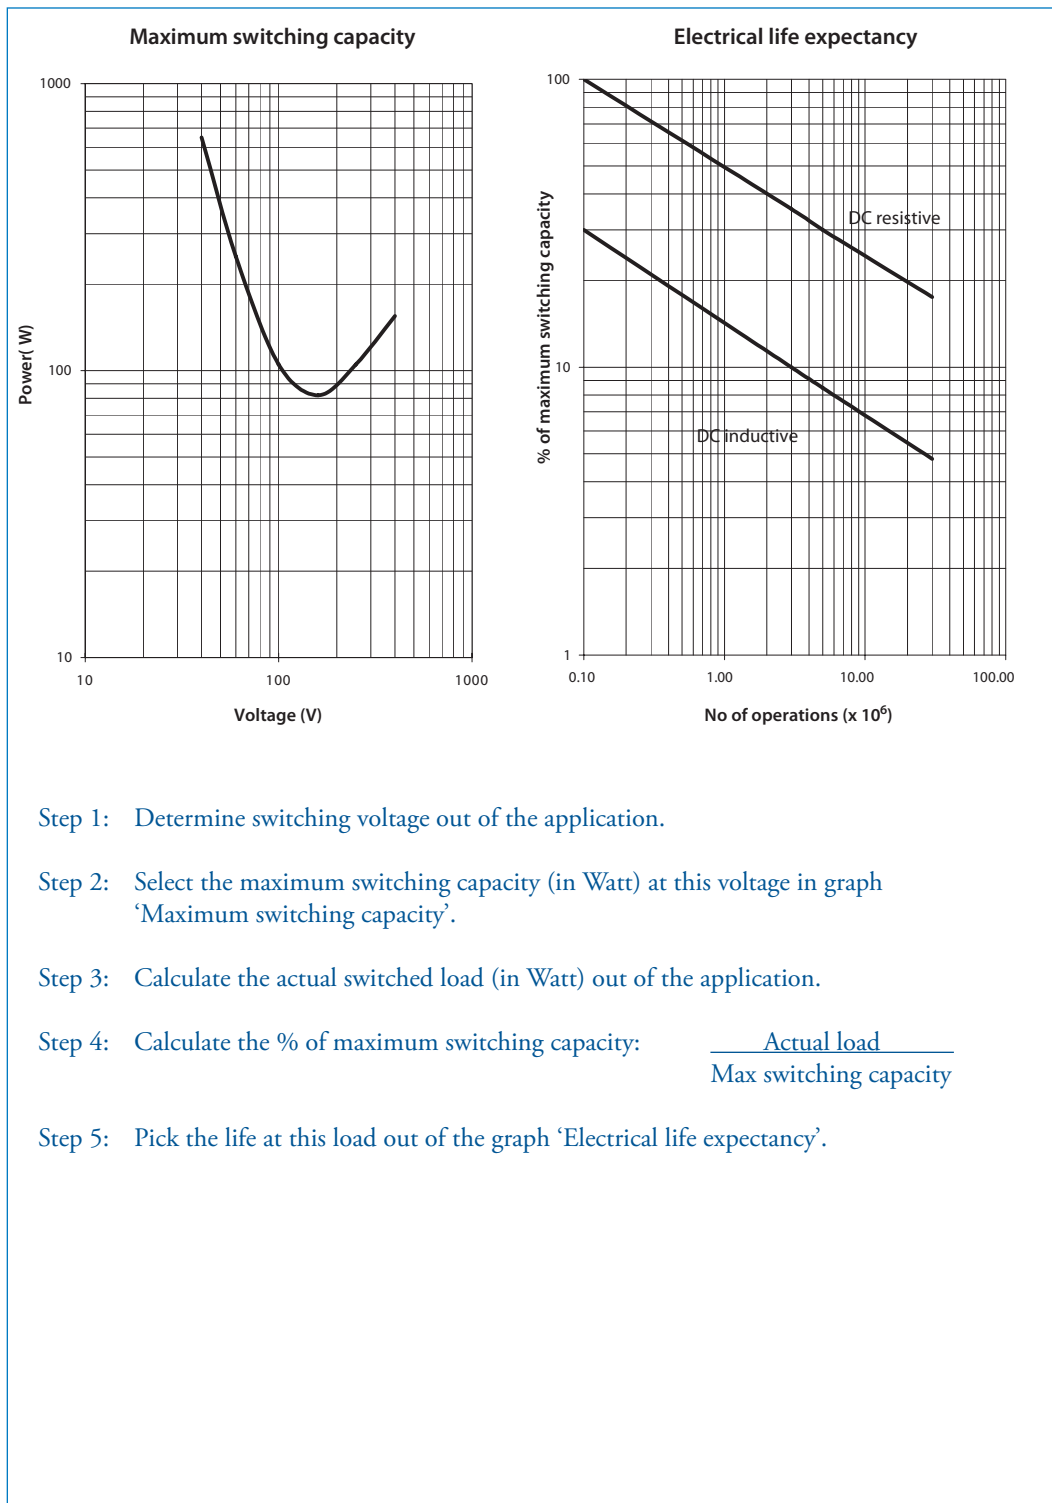 Maximum switching capacity
1000
100
10
10
100
1000
Power( W)
Voltage (V)
Electrical life expectancy
100
10
1
0.10
1.00
10.00
100.00
% of maximum switching capacity
DC resistive
DC inductive
No of operations (x 10⁶)
Step 1: Determine switching voltage out of the application.
Step 2: Select the maximum switching capacity (in Watt) at this voltage in graph
‘Maximum switching capacity’.
Step 3: Calculate the actual switched load (in Watt) out of the application.
Step 4: Calculate the % of maximum switching capacity: Actual load
Max switching capacity
Step 5: Pick the life at this load out of the graph ‘Electrical life expectancy’.